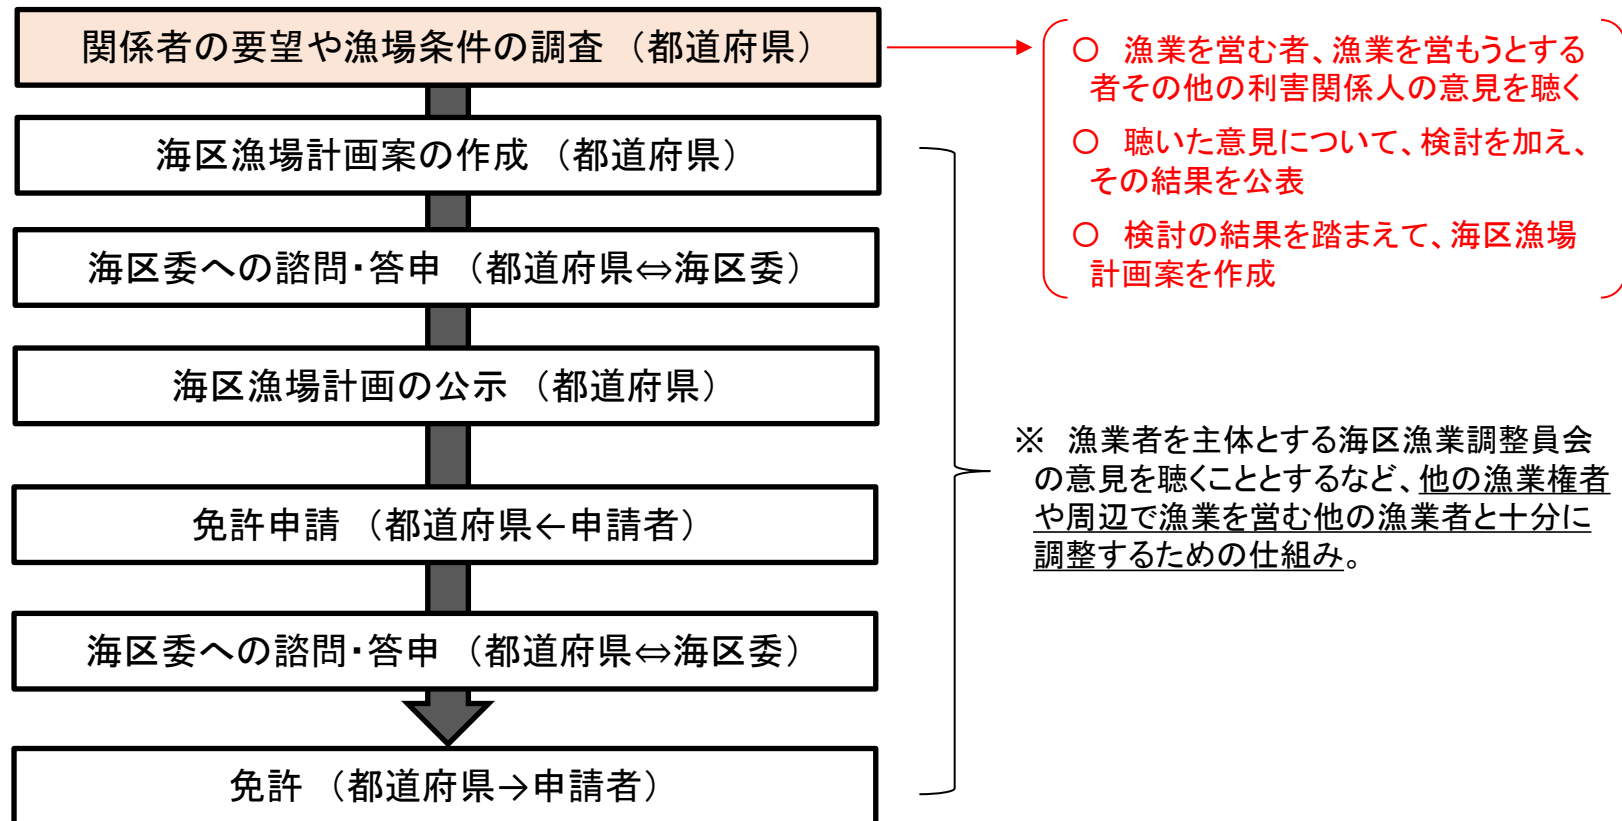 関係者の要望や漁場条件の調査 （都道府県）
海区漁場計画案の作成 （都道府県）
海区委への諮問・答申 （都道府県⇔海区委）
海区漁場計画の公示 （都道府県）
免許申請 （都道府県←申請者）
海区委への諮問・答申 （都道府県⇔海区委）
免許 （都道府県→申請者）
○ 漁業を営む者、漁業を営もうとする
者その他の利害関係人の意見を聴く
○ 聴いた意見について、検討を加え、
その結果を公表
○ 検討の結果を踏まえて、海区漁場
計画案を作成
※ 漁業者を主体とする海区漁業調整員会
の意見を聴くこととするなど、他の漁業権者
や周辺で漁業を営む他の漁業者と十分に
調整するための仕組み。